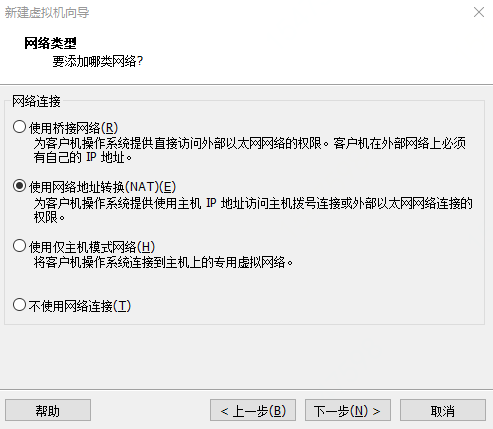 新建虚拟机向导
网络类型
要添加哪类网络?
网络连接
使用桥接网络(R)
为客户机操作系统提供直接访问外部以太网网络的权限。客户机在外部网络上必须
有自己的 IP 地址。
使用网络地址转换(NAT)(E)
为客户机操作系统提供使用主机 IP 地址访问主机拨号连接或外部以太网网络连接的
权限。
使用仅主机模式网络(H)
将客户机操作系统连接到主机上的专用虚拟网络。
不使用网络连接(T)
帮助
< 上一步(B)
下一步(N) >
取消